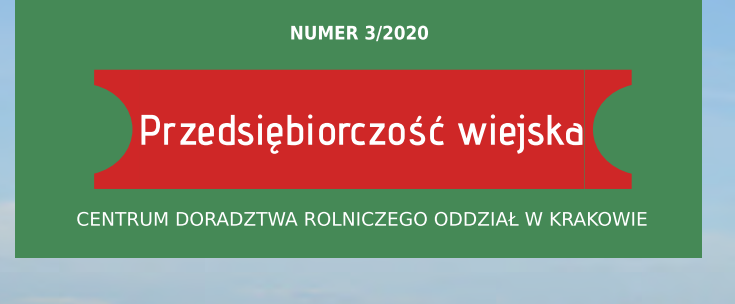 NUMER 3/2020
Przedsiębiorczość wiejska
CENTRUM DORADZTWA ROLNICZEGO ODDZIAŁ W KRAKOWIE